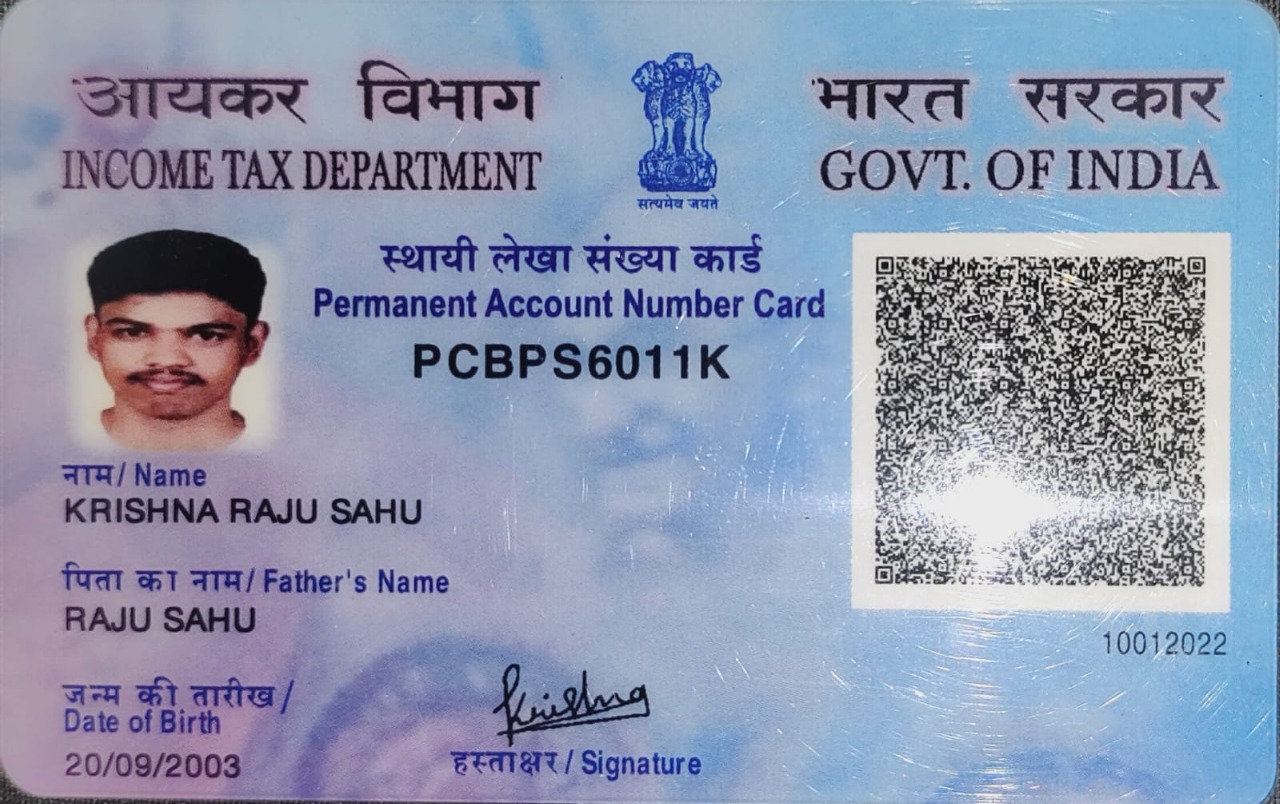 आयकर विभाग
INCOME TAX DEPARTMENT
सत्यमेव जयते
भारत सरकार
GOVT. OF INDIA
स्थायी लेखा संख्या कार्ड
Permanent Account Number Card
PCBPS6011K
नाम / Name
KRISHNA RAJU SAHU
पिता का नाम / Father's Name
RAJU SAHU
जन्म की तारीख /
Date of Birth
20/09/2003
Krishna
हस्ताक्षर / Signature
10012022